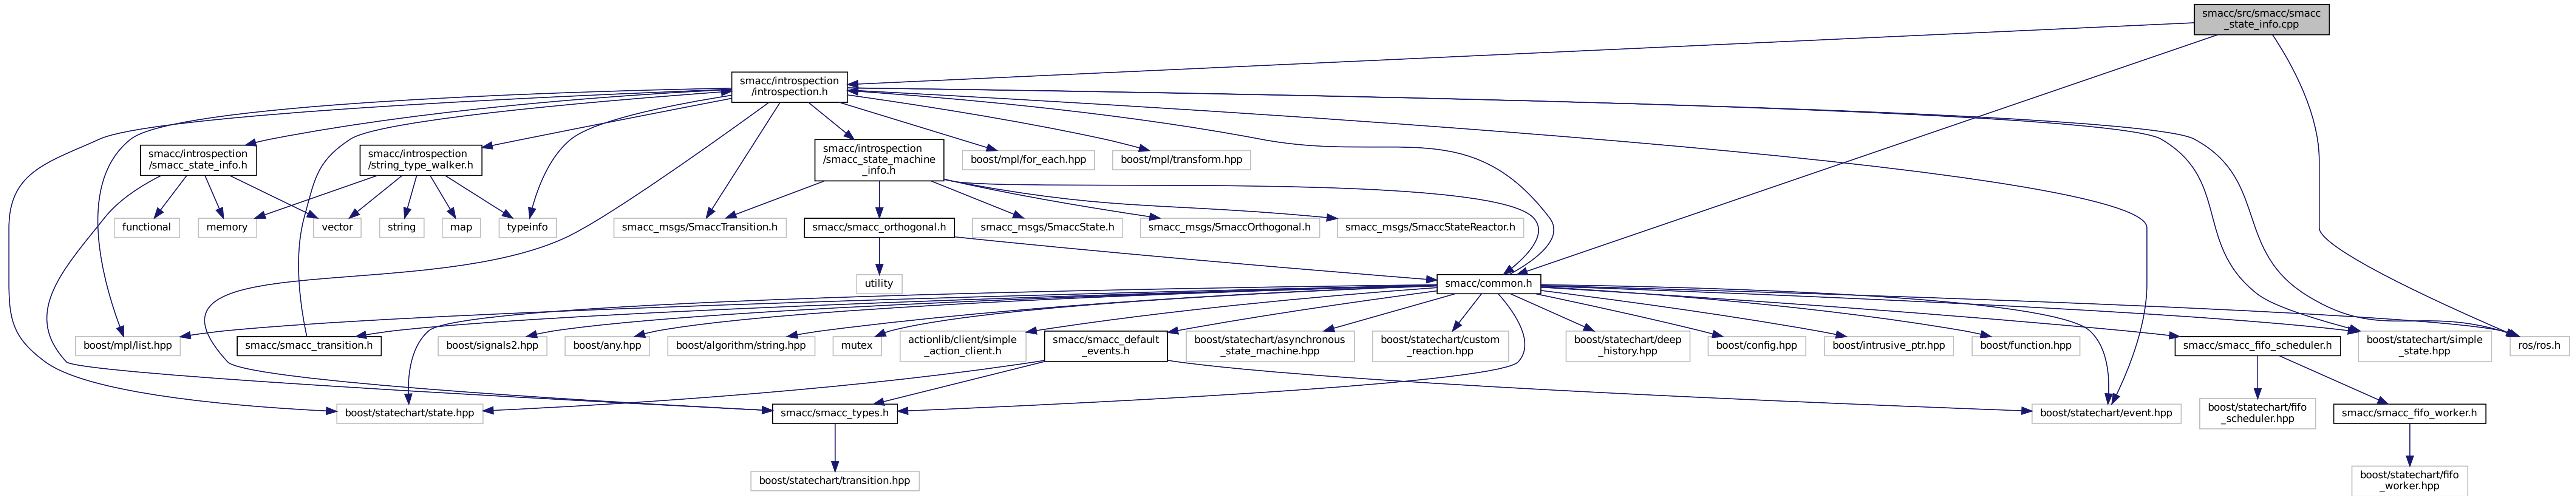 smacc/src/smacc/smacc
_state_info.cpp
smacc/introspection
/introspection.h
smacc/introspection
/smacc_state_info.h
smacc/introspection
/string_type_walker.h
smacc/introspection
/smacc_state_machine
_info.h
boost/mpl/for_each.hpp
boost/mpl/transform.hpp
functional
memory
vector
string
map
typeinfo
smacc_msgs/SmaccTransition.h
smacc/smacc_orthogonal.h
smacc_msgs/SmaccState.h
smacc_msgs/SmaccOrthogonal.h
smacc_msgs/SmaccStateReactor.h
utility
smacc/common.h
boost/mpl/list.hpp
smacc/smacc_transition.h
boost/signals2.hpp
boost/any.hpp
boost/algorithm/string.hpp
mutex
actionlib/client/simple
_action_client.h
smacc/smacc_default
_events.h
boost/statechart/asynchronous
_state_machine.hpp
boost/statechart/custom
_reaction.hpp
boost/statechart/deep
_history.hpp
boost/config.hpp
boost/intrusive_ptr.hpp
boost/function.hpp
smacc/smacc_fifo_scheduler.h
boost/statechart/simple
_state.hpp
ros/ros.h
boost/statechart/state.hpp
smacc/smacc_types.h
boost/statechart/event.hpp
boost/statechart/fifo
_scheduler.hpp
smacc/smacc_fifo_worker.h
boost/statechart/transition.hpp
boost/statechart/fifo
_worker.hpp